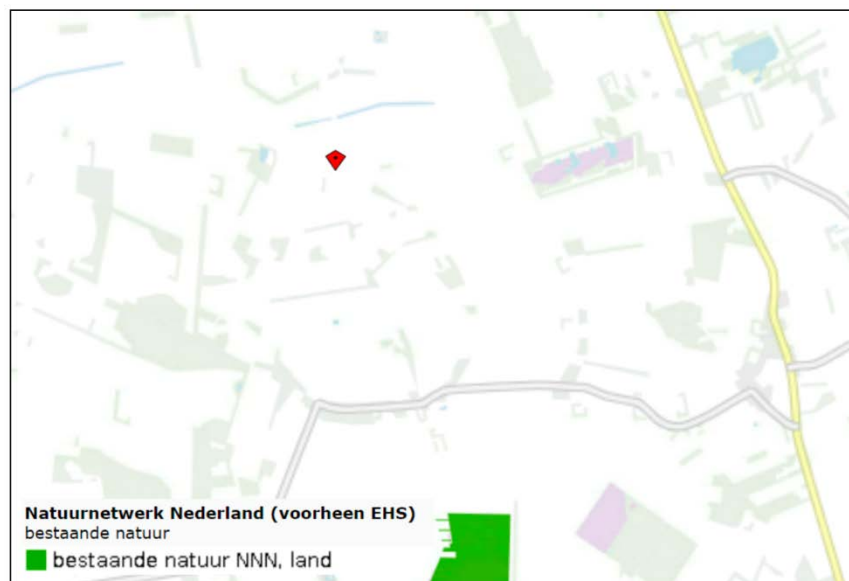 Natuurnetwerk Nederland (voorheen EHS)
bestaande natuur
bestaande natuur NNN, land